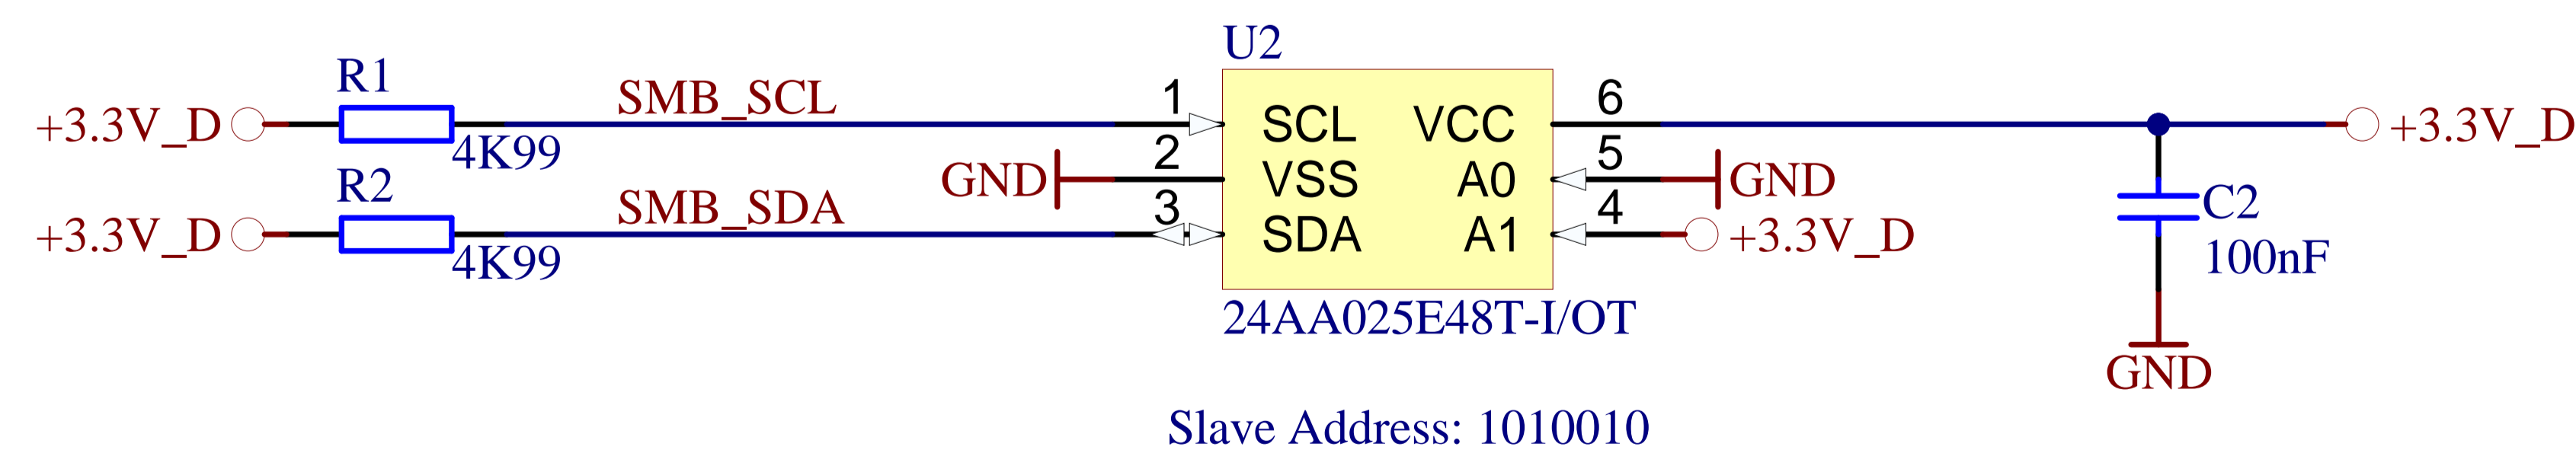 U2
R1
+3.3V_D
4K99
SMB_SCL
1
SCL
VCC
6
+3.3V_D
GND
2
VSS
A0
5
GND
R2
+3.3V_D
4K99
SMB_SDA
3
SDA
A1
4
+3.3V_D
C2
100nF
GND
24AA025E48T-I/OT
Slave Address: 1010010